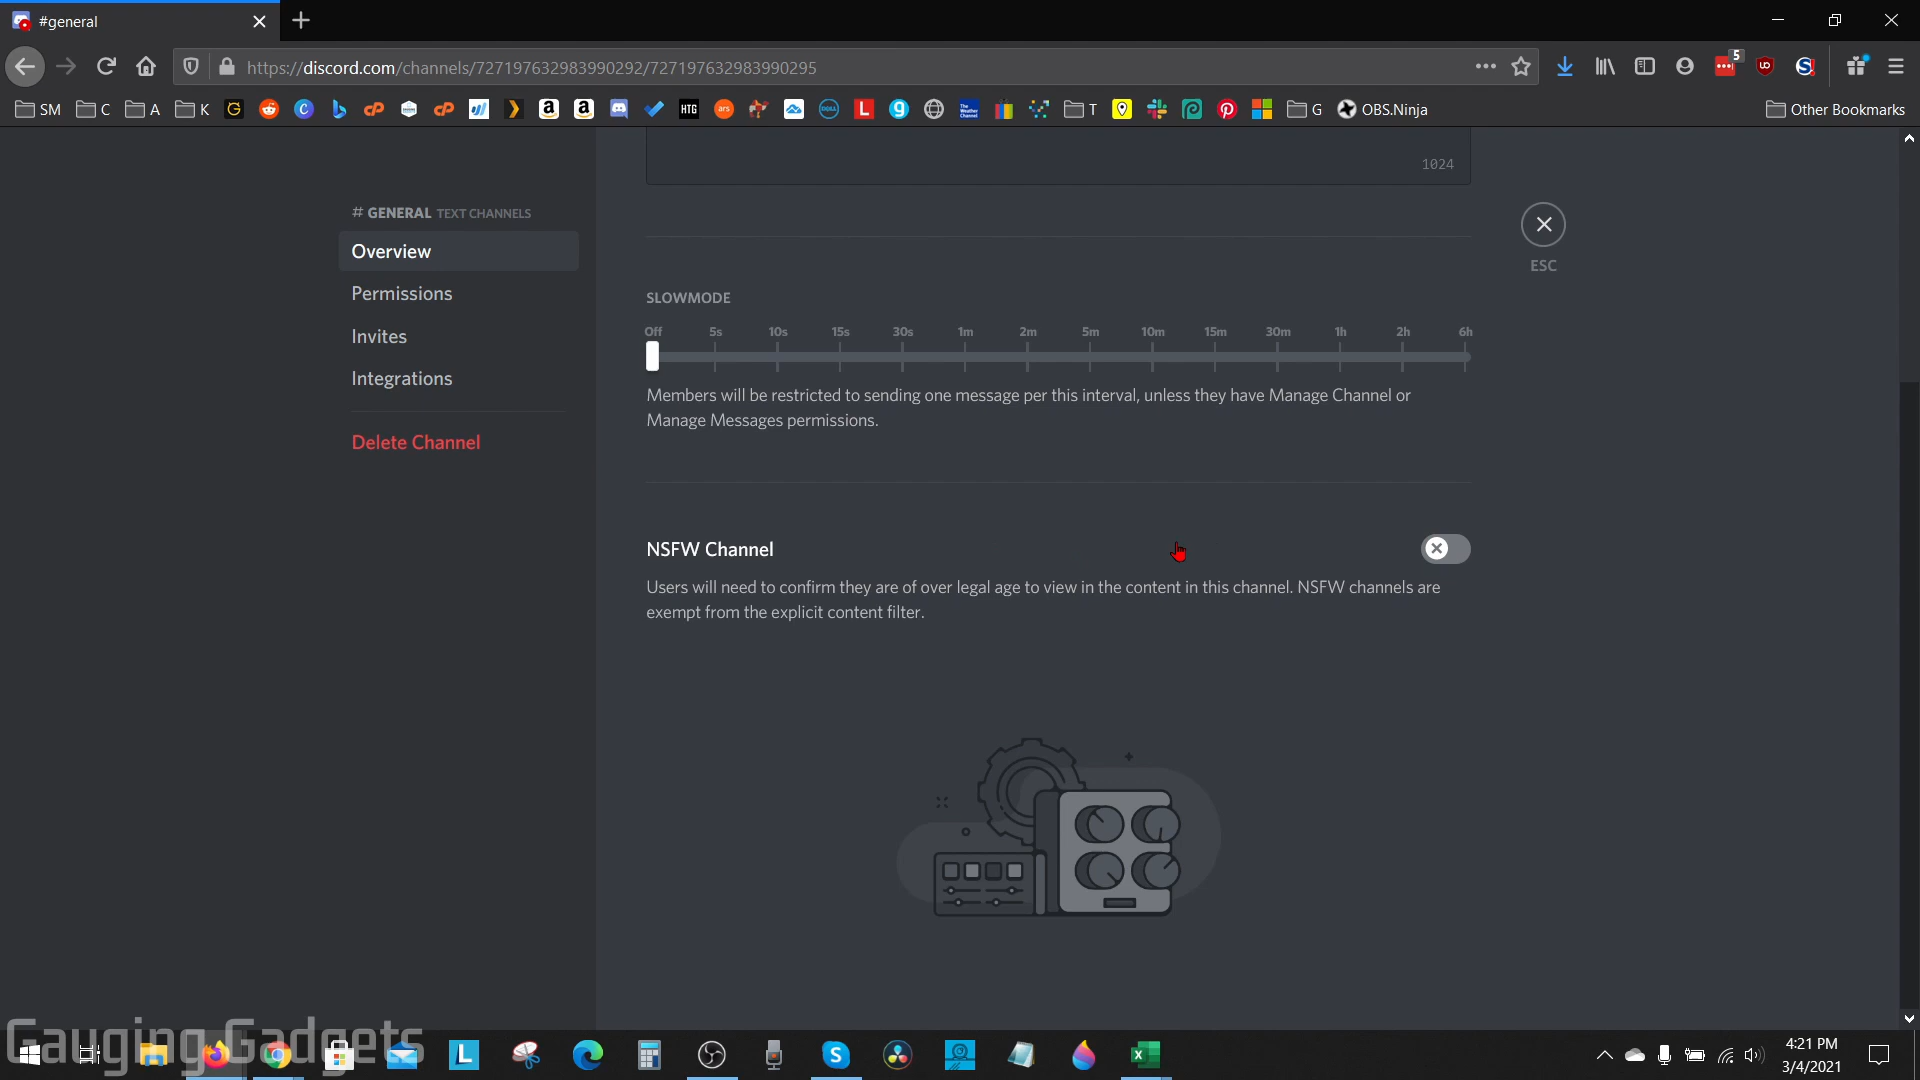 #general
https://discord.com/channels/727197632983990292/727197632983990295
5
SM C A K T G OBS.Ninja Other Bookmarks
1024
# GENERAL TEXT CHANNELS
Overview
Permissions
Invites
Integrations
Delete Channel
ESC
SLOWMODE
Off 5s 10s 15s 30s 1m 2m 5m 10m 15m 30m 1h 2h 6h
Members will be restricted to sending one message per this interval, unless they have Manage Channel or
Manage Messages permissions.
NSFW Channel
Users will need to confirm they are of over legal age to view in the content in this channel. NSFW channels are
exempt from the explicit content filter.
Gauging Gadgets
4:21 PM
3/4/2021